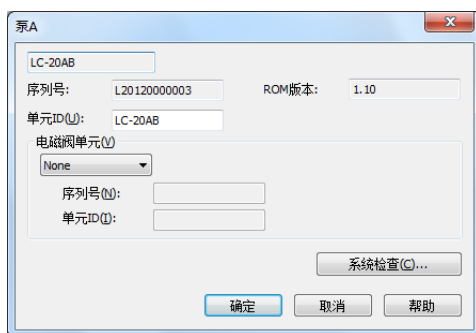 泵A
LC-20AB
序列号: L20120000003 ROM版本: 1.10
单元ID(U): LC-20AB
电磁阀单元(V)
None
序列号(N):
单元ID(I):
系统检查(C)...
确定 取消 帮助